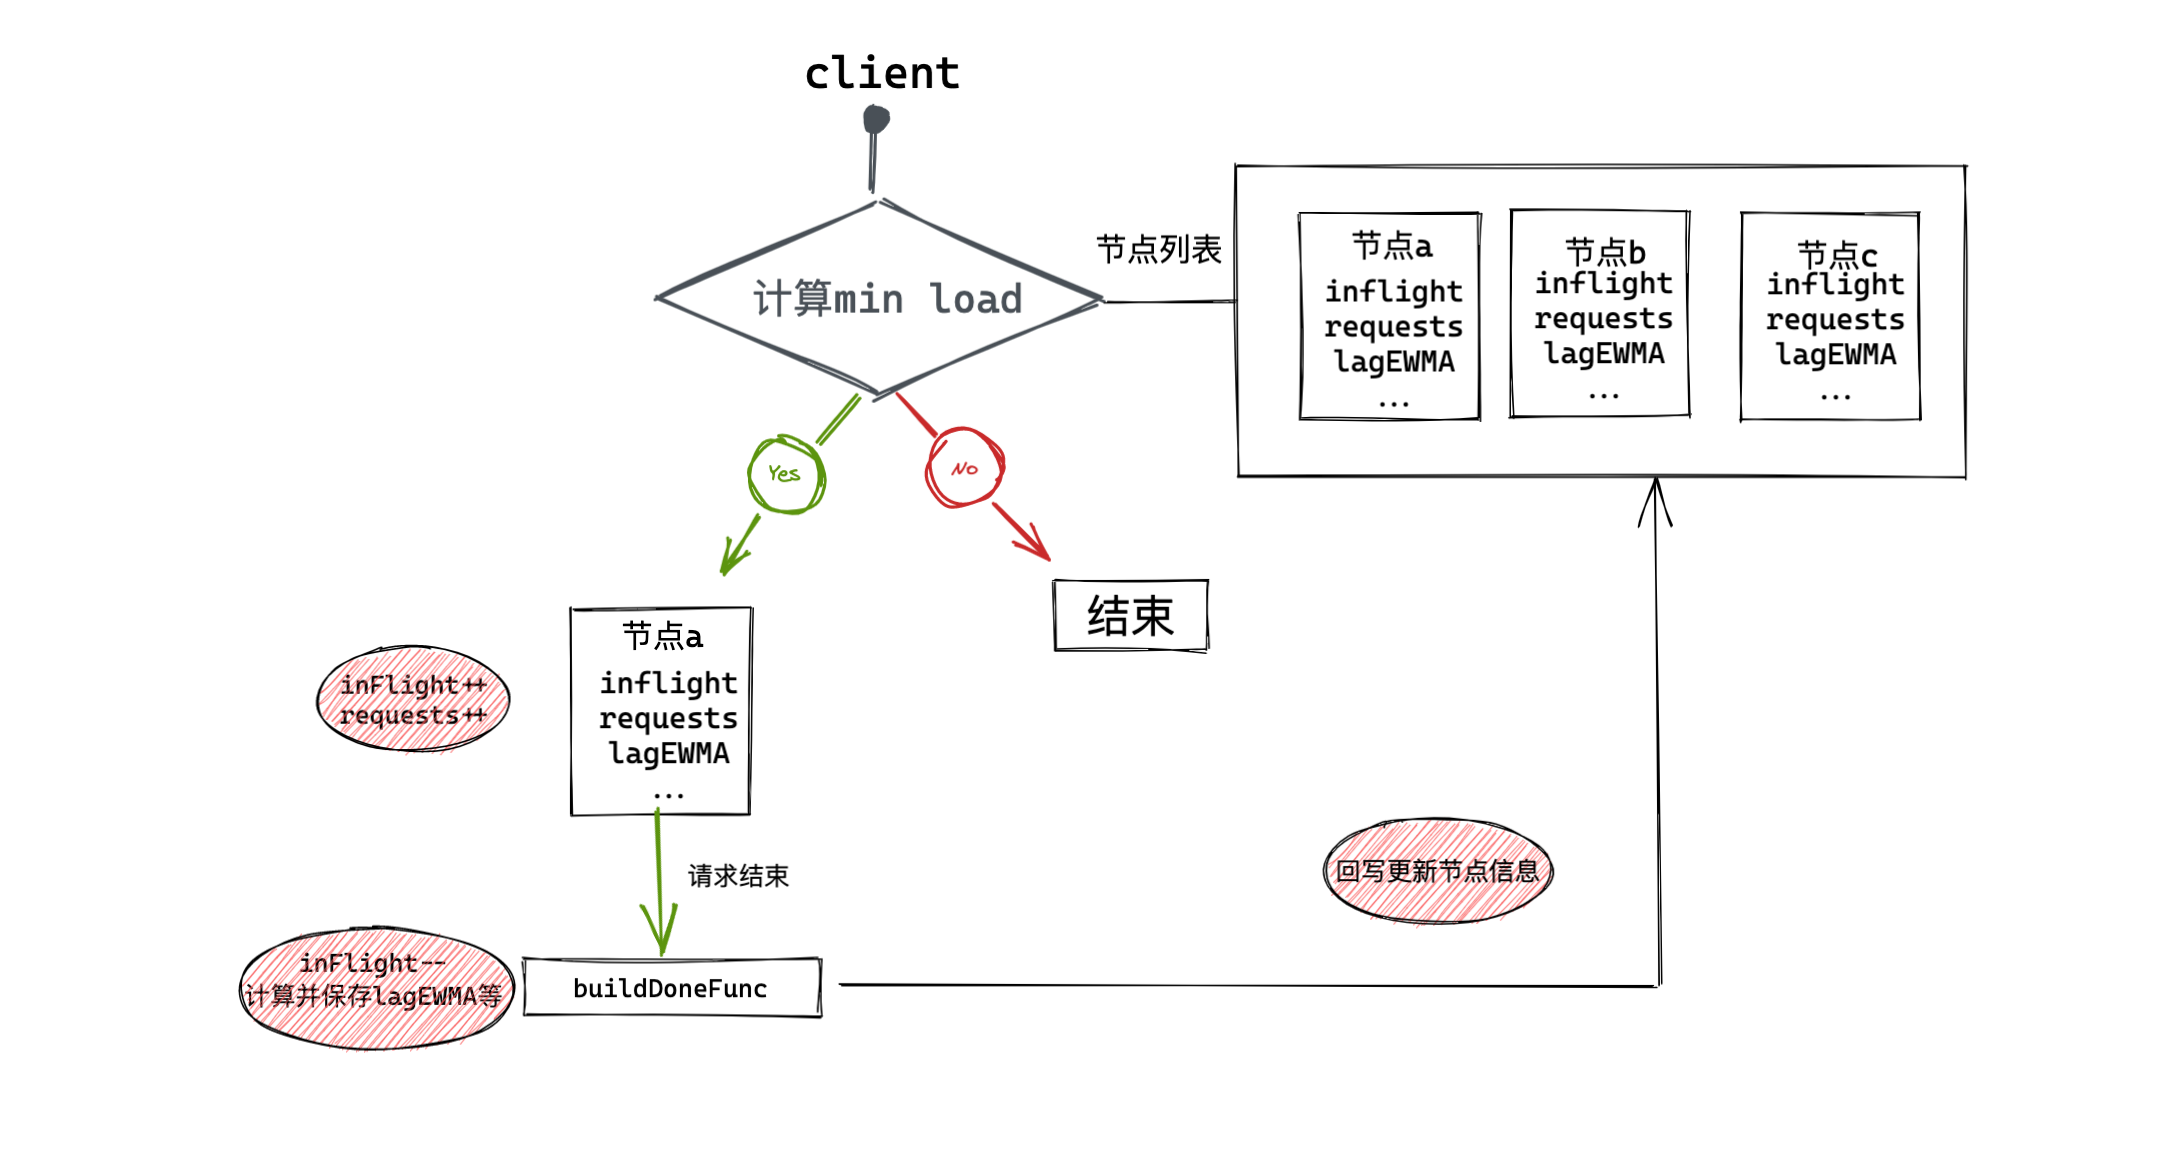 client
计算min load
节点列表
节点a
inflight
requests
lagEWMA
...
节点b
inflight
requests
lagEWMA
...
节点c
inflight
requests
lagEWMA
...
Yes
No
结束
节点a
inflight
requests
lagEWMA
...
inFlight++
requests++
请求结束
回写更新节点信息
inFlight--
计算并保存lagEWMA等
buildDoneFunc